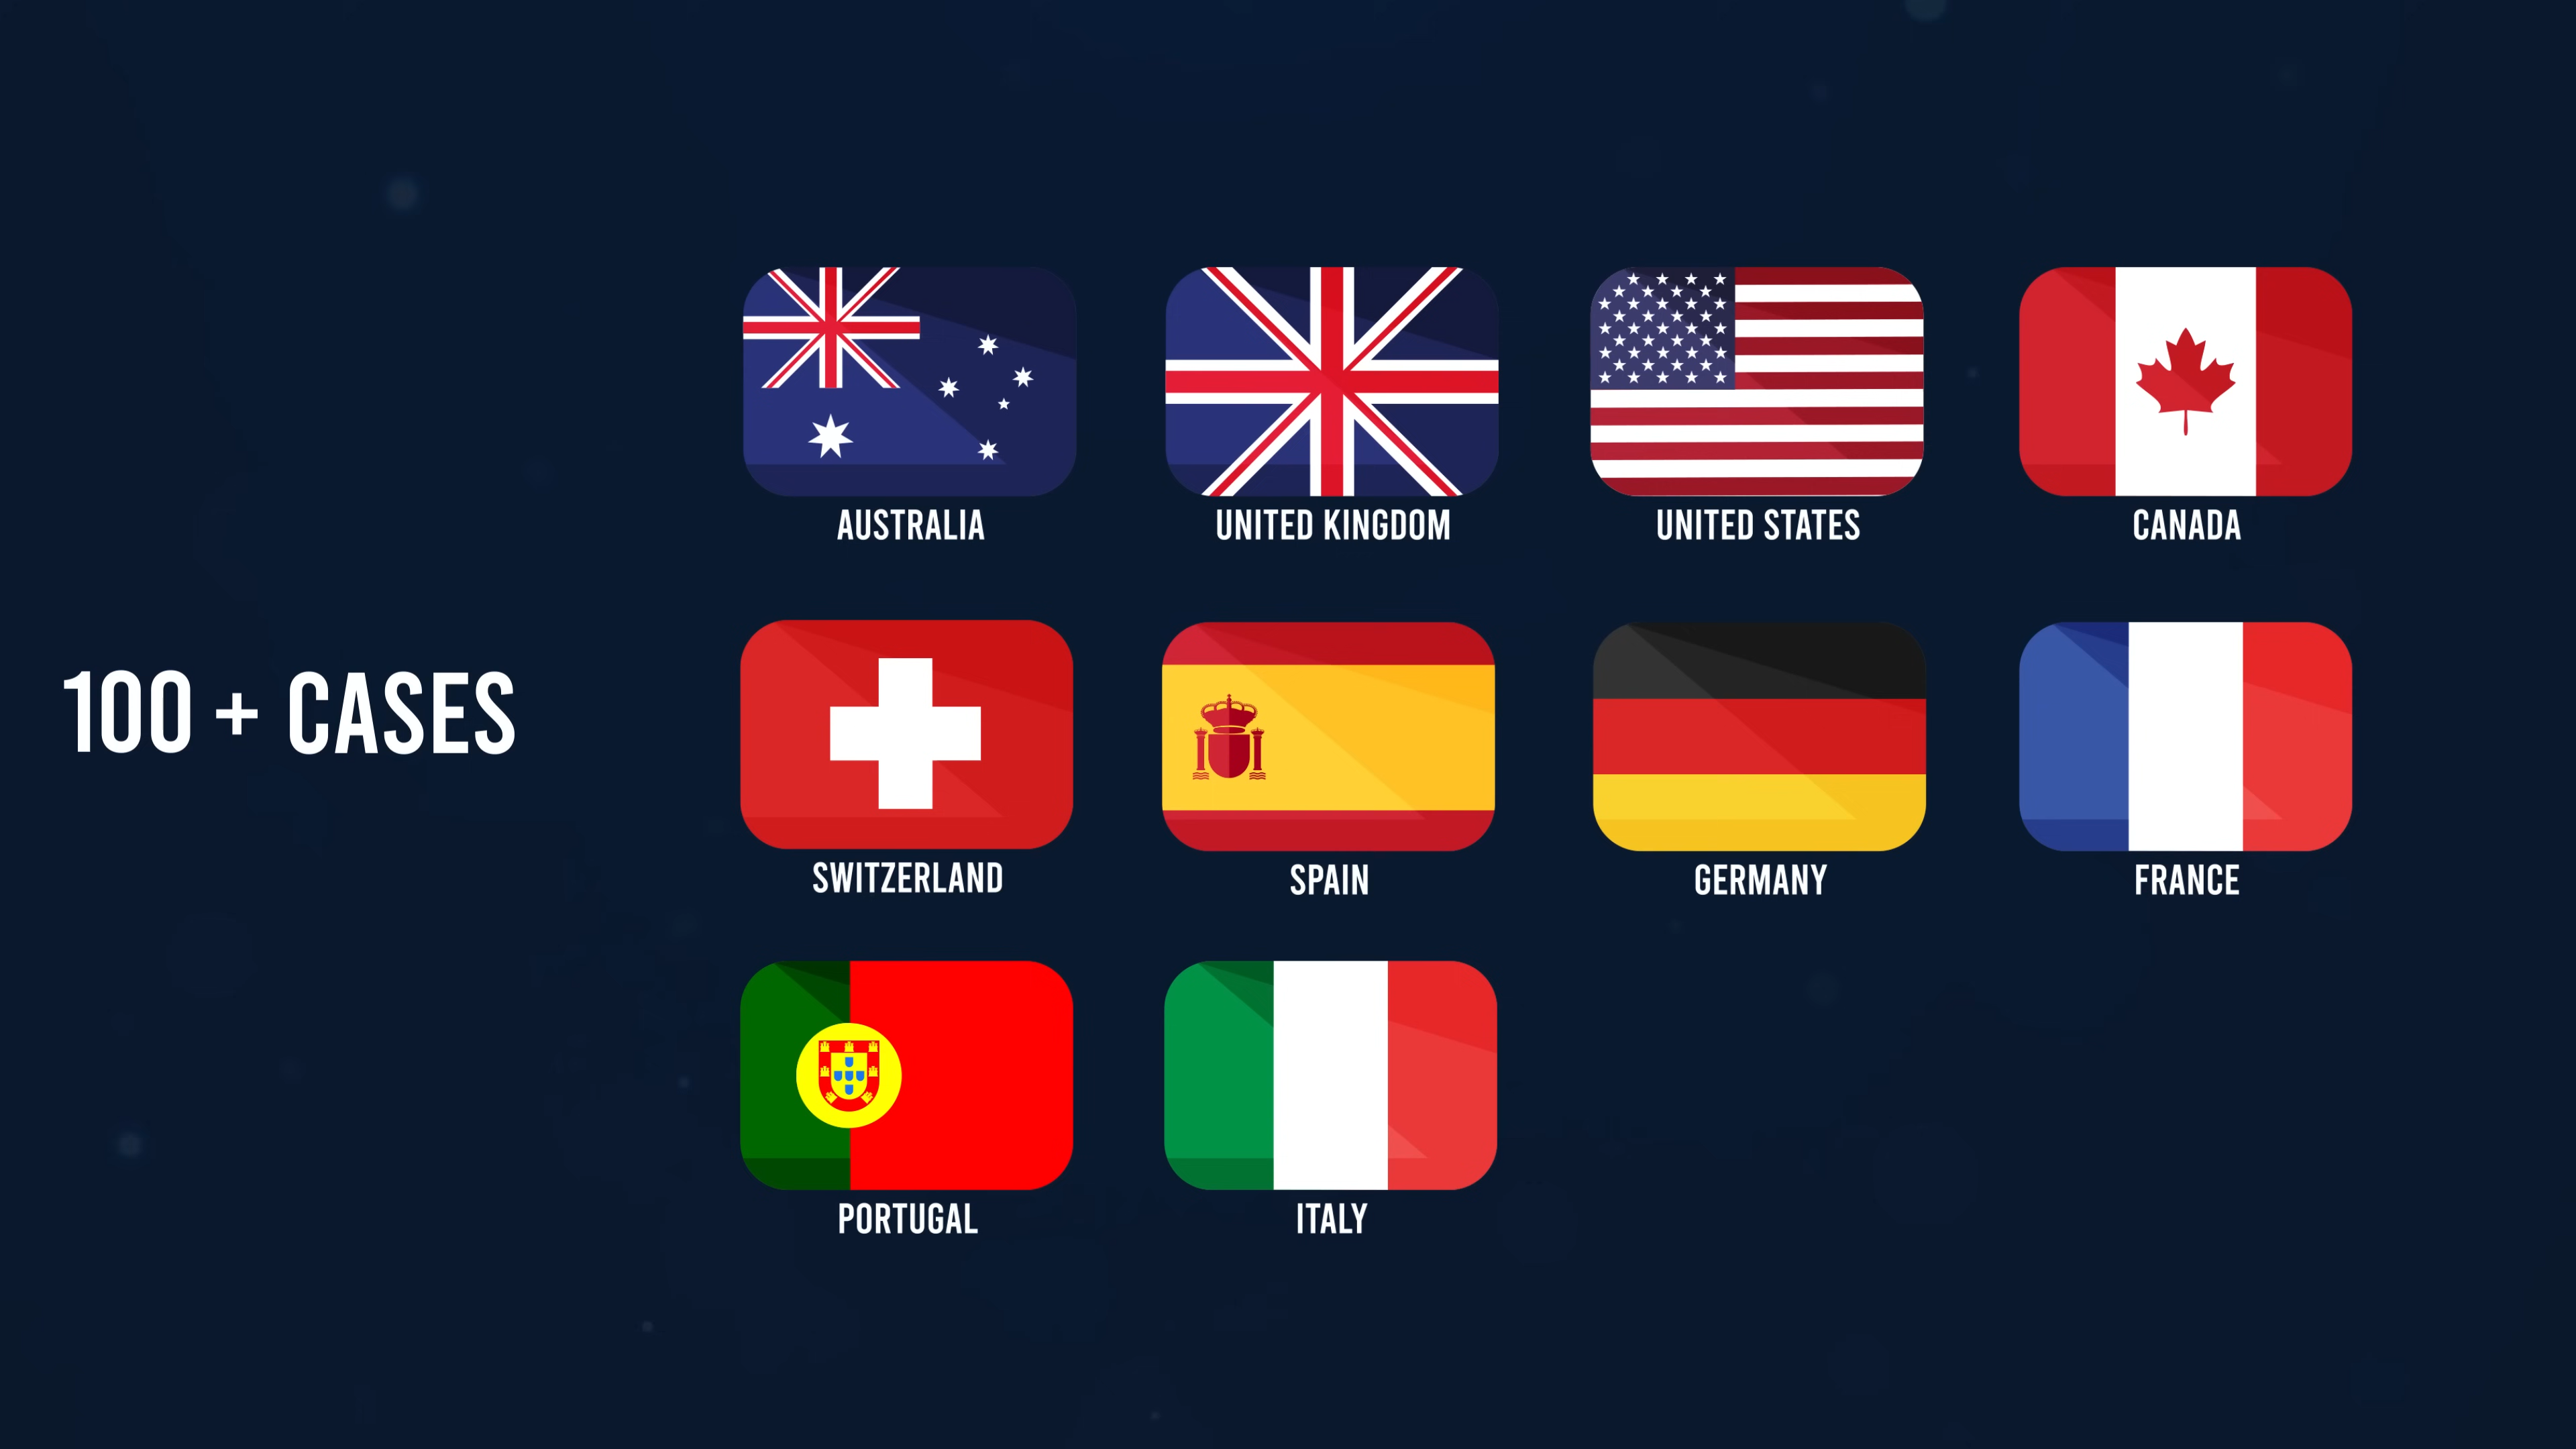 100 + CASES
AUSTRALIA
UNITED KINGDOM
UNITED STATES
CANADA
SWITZERLAND
SPAIN
GERMANY
FRANCE
PORTUGAL
ITALY